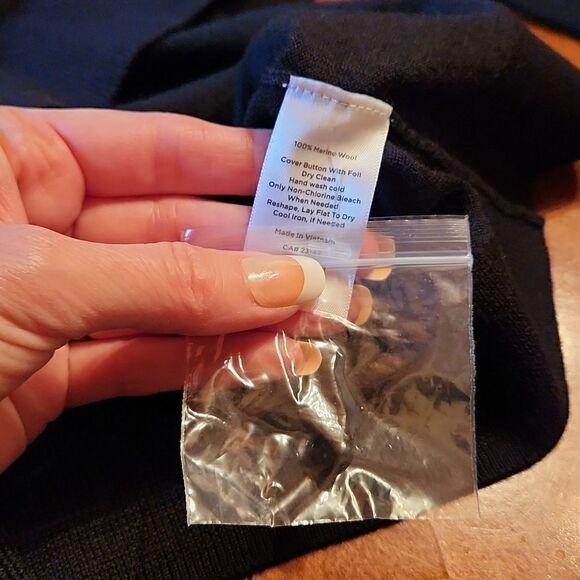 100% Merino Wool
Cover Button With Foil
Dry Clean
Hand wash cold
Only Non-Chlorine Bleach
When Needed
Reshape, Lay Flat To Dry
Cool Iron, If Needed
Made In Vietnam
CA#